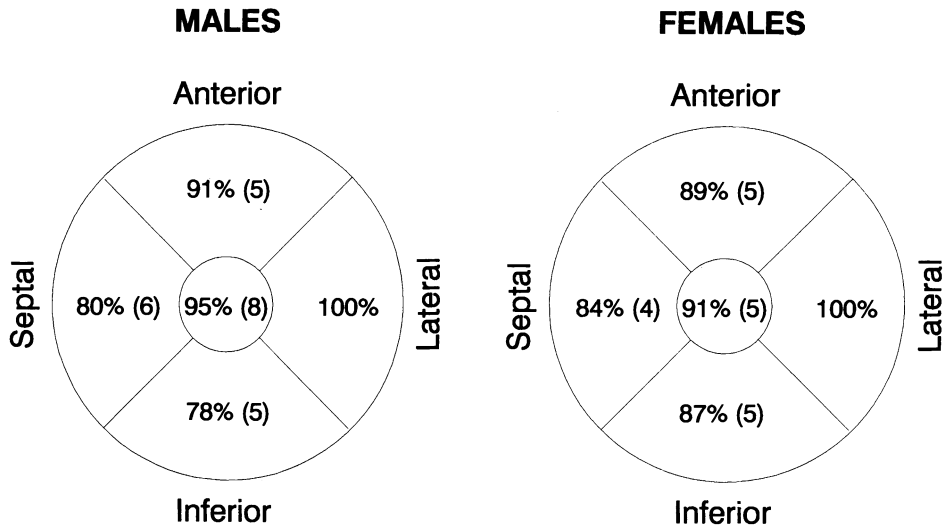 MALES
Anterior
91% (5)
Septal
80% (6)
95% (8)
100%
Lateral
78% (5)
Inferior
FEMALES
Anterior
89% (5)
Septal
84% (4)
91% (5)
100%
Lateral
87% (5)
Inferior